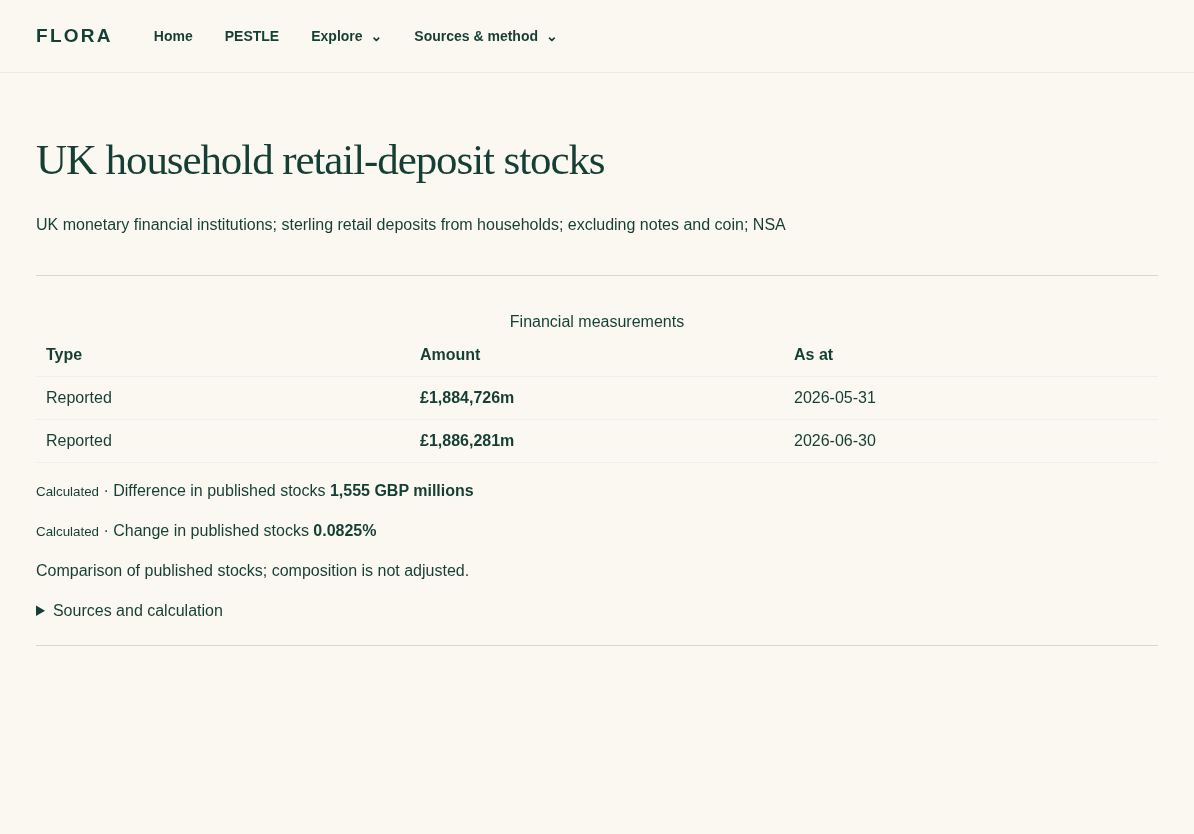 FLORA Home PESTLE Explore Sources & method
UK household retail-deposit stocks
UK monetary financial institutions; sterling retail deposits from households; excluding notes and coin; NSA
Financial measurements
Type Amount As at
Reported £1,884,726m 2026-05-31
Reported £1,886,281m 2026-06-30
Calculated · Difference in published stocks 1,555 GBP millions
Calculated · Change in published stocks 0.0825%
Comparison of published stocks; composition is not adjusted.
Sources and calculation